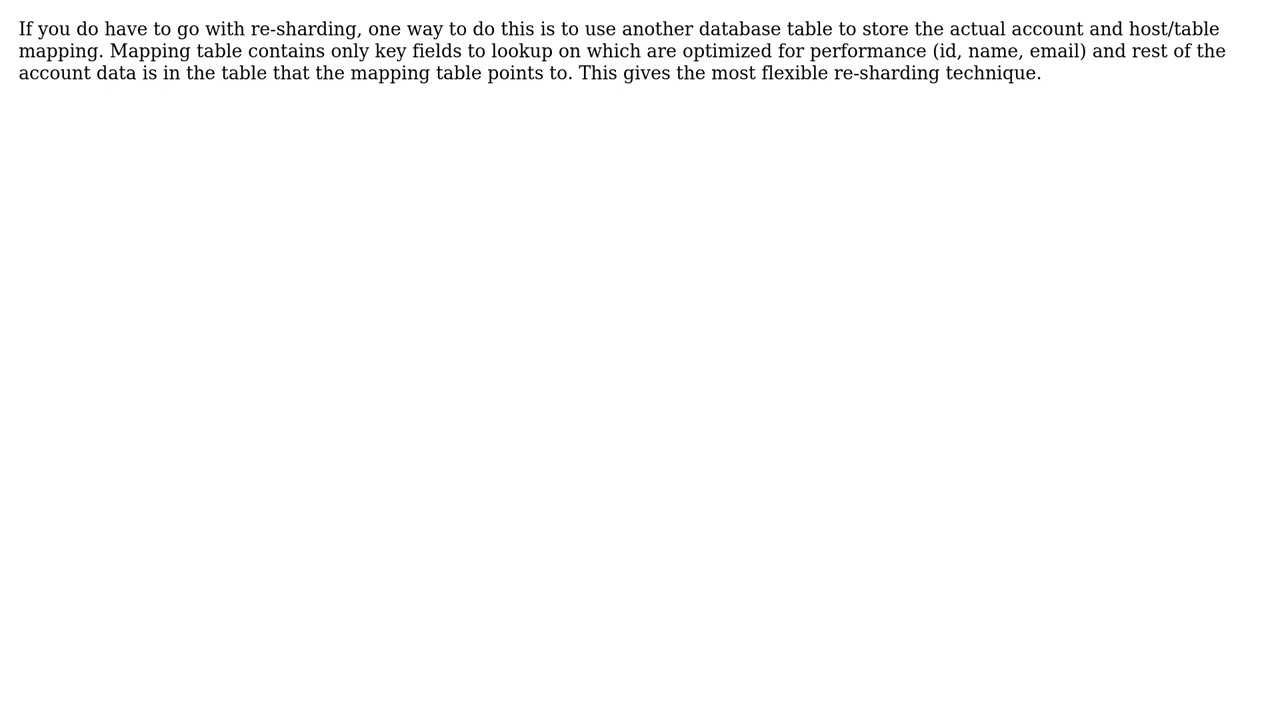 If you do have to go with re-sharding, one way to do this is to use another database table to store the actual account and host/table
mapping. Mapping table contains only key fields to lookup on which are optimized for performance (id, name, email) and rest of the
account data is in the table that the mapping table points to. This gives the most flexible re-sharding technique.